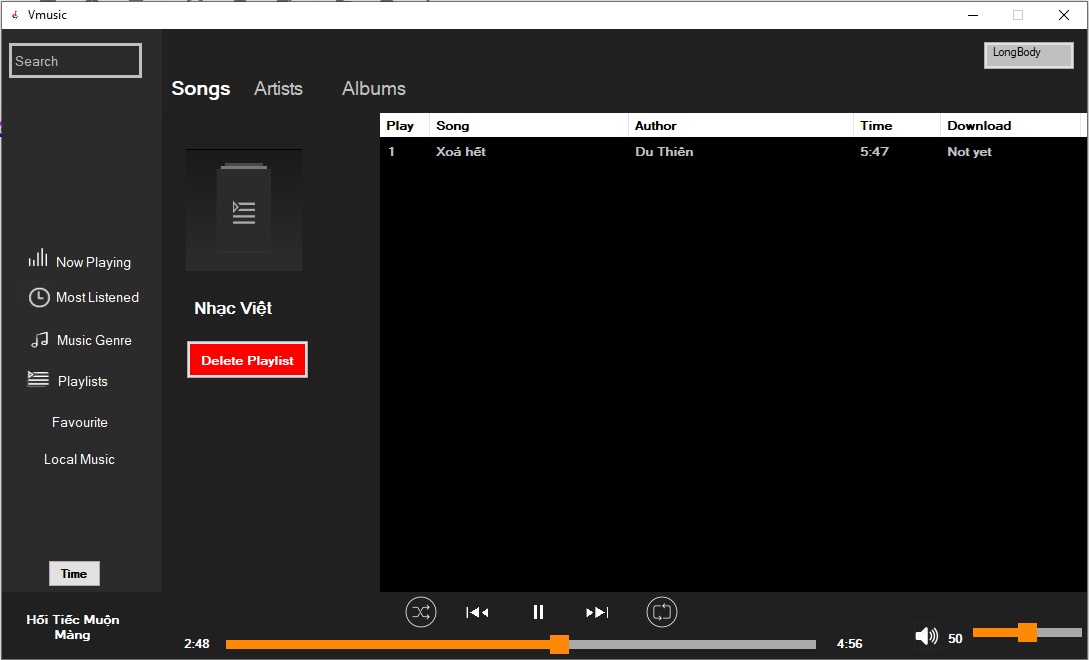 Vmusic
Search
LongBody
Songs Artists Albums
Play Song Author Time Download
1 Xoá hết Du Thiên 5:47 Not yet
Now Playing
Most Listened
Music Genre
Playlists
Favourite
Local Music
Nhạc Việt
Delete Playlist
Time
Hối Tiếc Muộn
Màng
2:48
4:56
50